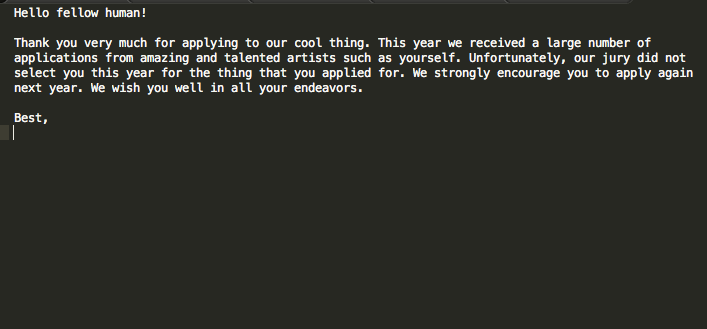 Hello fellow human!
Thank you very much for applying to our cool thing. This year we received a large number of
applications from amazing and talented artists such as yourself. Unfortunately, our jury did not
select you this year for the thing that you applied for. We strongly encourage you to apply again
next year. We wish you well in all your endeavors.
Best,